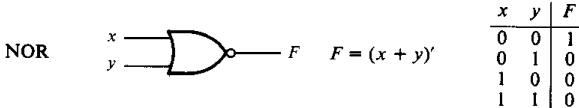 NOR x y F F = (x + y)′
x y F
0 0 1
0 1 0
1 0 0
1 1 0